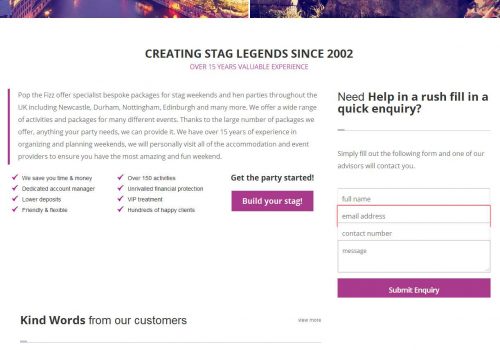 CREATING STAG LEGENDS SINCE 2002
OVER 15 YEARS VALUABLE EXPERIENCE
Pop the Fizz offer specialist bespoke packages for stag weekends and hen parties throughout the
UK including Newcastle, Durham, Nottingham, Edinburgh and many more. We offer a wide range
of activities and packages for many different events. Thanks to the large number of packages we
offer, anything your party needs, we can provide it. We have over 15 years of experience in
organizing and planning weekends, we will personally visit all of the accommodation and event
providers to ensure you have the most amazing and fun weekend.
We save you time & money
Dedicated account manager
Lower deposits
Friendly & flexible
Over 150 activities
Unrivalled financial protection
VIP treatment
Hundreds of happy clients
Get the party started!
Build your stag!
Need Help in a rush fill in a
quick enquiry?
Simply fill out the following form and one of our
advisors will contact you.
full name
email address
contact number
message
Submit Enquiry
Kind Words from our customers
view more